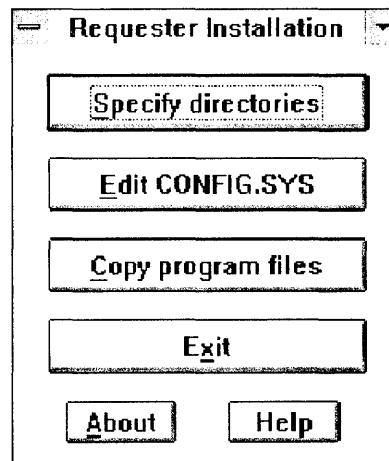 Requester Installation
Specify directories
Edit CONFIG.SYS
Copy program files
Exit
About Help